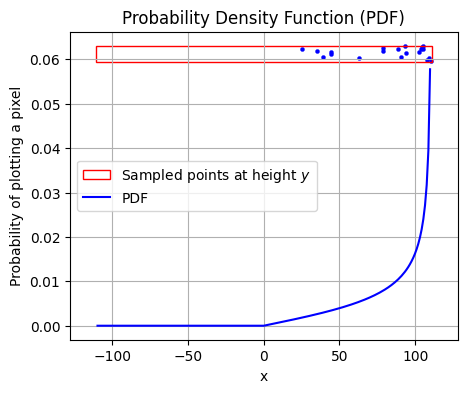 Probability Density Function (PDF)
Probability of plotting a pixel
0.06
0.05
0.04
0.03
0.02
0.01
0.00
Sampled points at height y
PDF
−100
−50
0
50
100
x